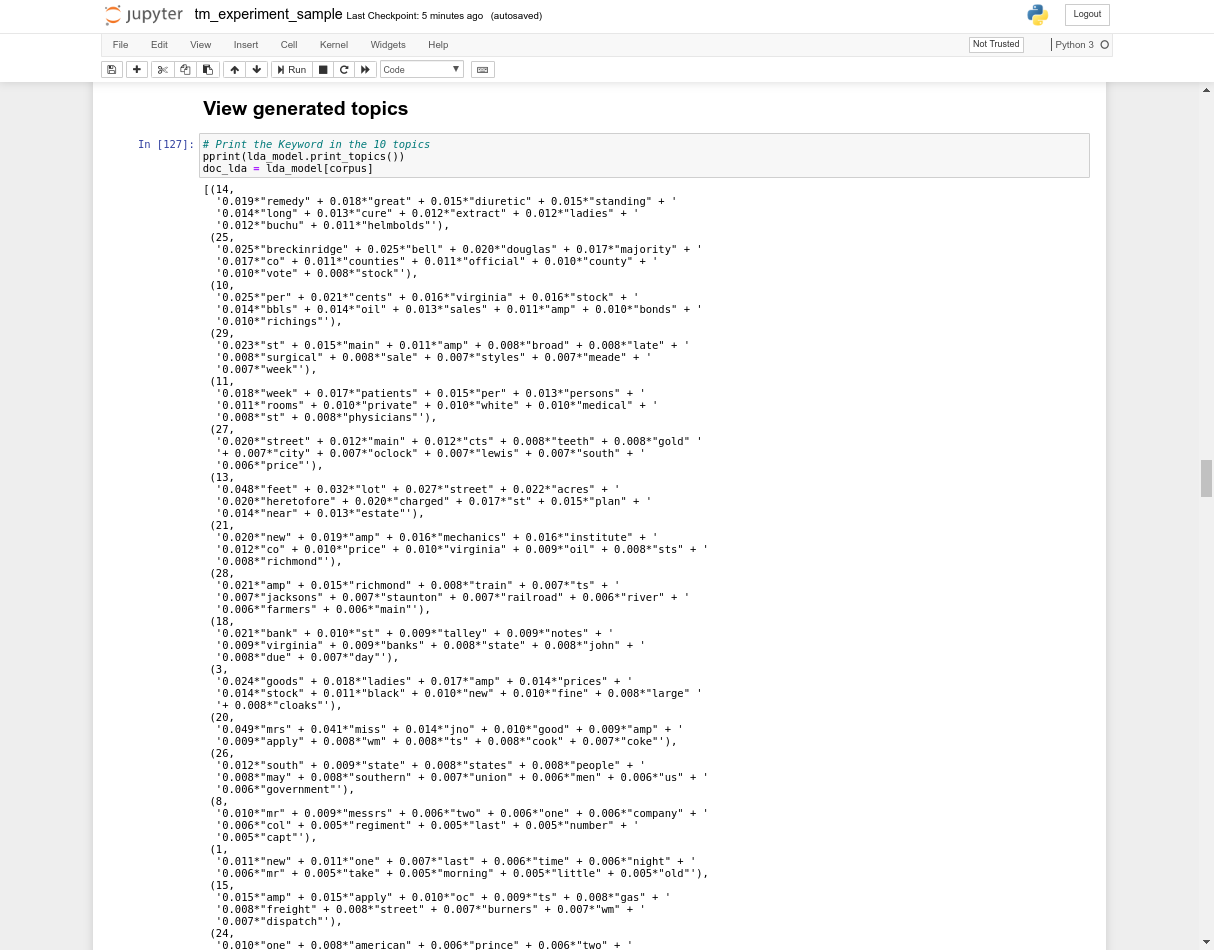 jupyter tm_experiment_sample Last Checkpoint: 5 minutes ago (autosaved) Logout
File Edit View Insert Cell Kernel Widgets Help Not Trusted Python 3
Run Code
View generated topics
In [127]: # Print the Keyword in the 10 topics
pprint(lda_model.print_topics())
doc_lda = lda_model[corpus]
[(14,
'0.019*"remedy" + 0.018*"great" + 0.015*"diuretic" + 0.015*"standing" + '
'0.014*"long" + 0.013*"cure" + 0.012*"extract" + 0.012*"ladies" + '
'0.012*"buchu" + 0.011*"helmbolds"'),
(25,
'0.025*"breckinridge" + 0.025*"bell" + 0.020*"douglas" + 0.017*"majority" + '
'0.017*"co" + 0.011*"counties" + 0.011*"official" + 0.010*"county" + '
'0.010*"vote" + 0.008*"stock"'),
(10,
'0.025*"per" + 0.021*"cents" + 0.016*"virginia" + 0.016*"stock" + '
'0.014*"bbls" + 0.014*"oil" + 0.013*"sales" + 0.011*"amp" + 0.010*"bonds" + '
'0.010*"richings"'),
(29,
'0.023*"st" + 0.015*"main" + 0.011*"amp" + 0.008*"broad" + 0.008*"late" + '
'0.008*"surgical" + 0.008*"sale" + 0.007*"styles" + 0.007*"meade" + '
'0.007*"week"'),
(11,
'0.018*"week" + 0.017*"patients" + 0.015*"per" + 0.013*"persons" + '
'0.011*"rooms" + 0.010*"private" + 0.010*"white" + 0.010*"medical" + '
'0.008*"st" + 0.008*"physicians"'),
(27,
'0.020*"street" + 0.012*"main" + 0.012*"cts" + 0.008*"teeth" + 0.008*"gold" '
'+ 0.007*"city" + 0.007*"oclock" + 0.007*"lewis" + 0.007*"south" + '
'0.006*"price"'),
(13,
'0.048*"feet" + 0.032*"lot" + 0.027*"street" + 0.022*"acres" + '
'0.020*"heretofore" + 0.020*"charged" + 0.017*"st" + 0.015*"plan" + '
'0.014*"near" + 0.013*"estate"'),
(21,
'0.020*"new" + 0.019*"amp" + 0.016*"mechanics" + 0.016*"institute" + '
'0.012*"co" + 0.010*"price" + 0.010*"virginia" + 0.009*"oil" + 0.008*"sts" + '
'0.008*"richmond"'),
(28,
'0.021*"amp" + 0.015*"richmond" + 0.008*"train" + 0.007*"ts" + '
'0.007*"jacksons" + 0.007*"staunton" + 0.007*"railroad" + 0.006*"river" + '
'0.006*"farmers" + 0.006*"main"'),
(18,
'0.021*"bank" + 0.010*"st" + 0.009*"talley" + 0.009*"notes" + '
'0.009*"virginia" + 0.009*"banks" + 0.008*"state" + 0.008*"john" + '
'0.008*"due" + 0.007*"day"'),
(3,
'0.024*"goods" + 0.018*"ladies" + 0.017*"amp" + 0.014*"prices" + '
'0.014*"stock" + 0.011*"black" + 0.010*"new" + 0.010*"fine" + 0.008*"large" '
'+ 0.008*"cloaks"'),
(20,
'0.049*"mrs" + 0.041*"miss" + 0.014*"jno" + 0.010*"good" + 0.009*"amp" + '
'0.009*"apply" + 0.008*"wm" + 0.008*"ts" + 0.008*"cook" + 0.007*"coke"'),
(26,
'0.012*"south" + 0.009*"state" + 0.008*"states" + 0.008*"people" + '
'0.008*"may" + 0.008*"southern" + 0.007*"union" + 0.006*"men" + 0.006*"us" + '
'0.006*"government"'),
(8,
'0.010*"mr" + 0.009*"messrs" + 0.006*"two" + 0.006*"one" + 0.006*"company" + '
'0.006*"col" + 0.005*"regiment" + 0.005*"last" + 0.005*"number" + '
'0.005*"capt"'),
(1,
'0.011*"new" + 0.011*"one" + 0.007*"last" + 0.006*"time" + 0.006*"night" + '
'0.006*"mr" + 0.005*"take" + 0.005*"morning" + 0.005*"little" + 0.005*"old"'),
(15,
'0.015*"amp" + 0.015*"apply" + 0.010*"oc" + 0.009*"ts" + 0.008*"gas" + '
'0.008*"freight" + 0.008*"street" + 0.007*"burners" + 0.007*"wm" + '
'0.007*"dispatch"'),
(24,
'0.010*"one" + 0.008*"american" + 0.006*"prince" + 0.006*"two" + '